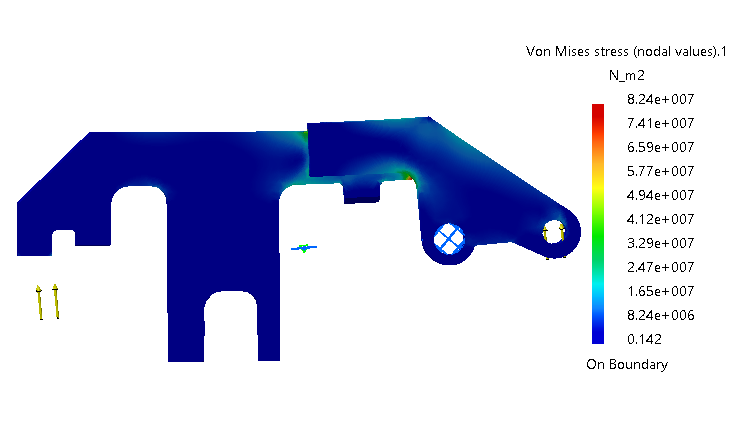 Von Mises stress (nodal values).1
N_m2
8.24e+007
7.41e+007
6.59e+007
5.77e+007
4.94e+007
4.12e+007
3.29e+007
2.47e+007
1.65e+007
8.24e+006
0.142
On Boundary